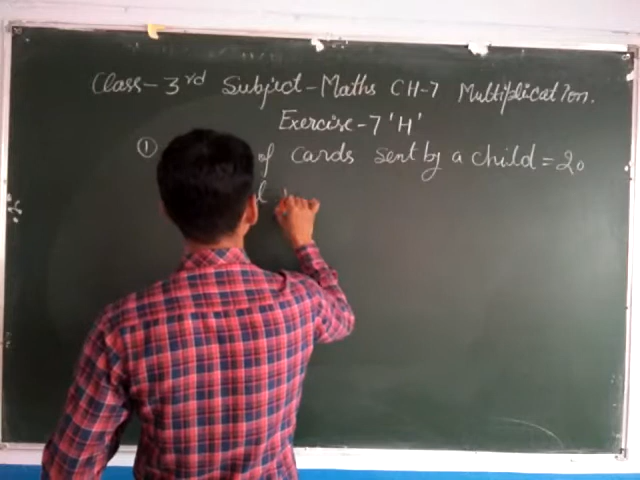 Class-3rd Subject-Maths CH-7 Multiplication.
Exercise-7'H'
① of cards sent by a child = 20